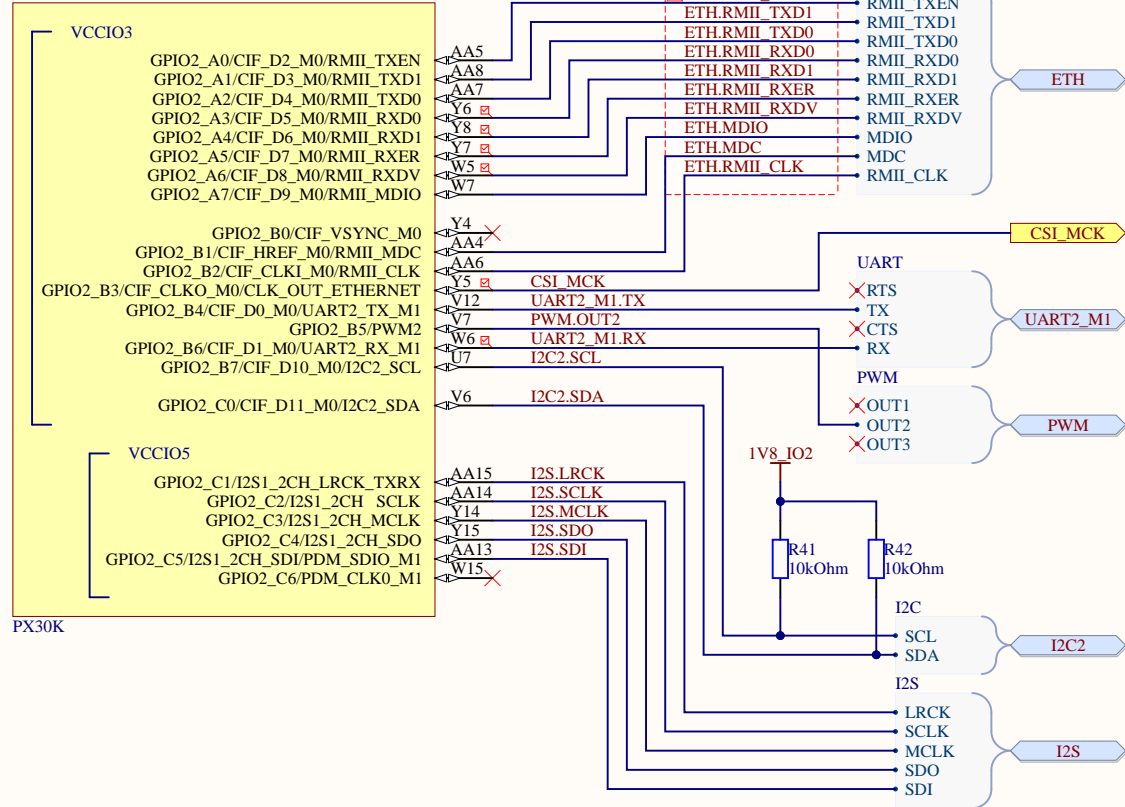 RMII_TXEN
ETH.RMII_TXD1 RMII_TXD1
VCCIO3
ETH.RMII_TXD0 RMII_TXD0
GPIO2_A0/CIF_D2_M0/RMII_TXEN AA5 ETH.RMII_RXD0 RMII_RXD0
GPIO2_A1/CIF_D3_M0/RMII_TXD1 AA8 ETH.RMII_RXD1 RMII_RXD1 ETH
GPIO2_A2/CIF_D4_M0/RMII_TXD0 AA7 ETH.RMII_RXER RMII_RXER
GPIO2_A3/CIF_D5_M0/RMII_RXD0 Y6 ETH.RMII_RXDV RMII_RXDV
GPIO2_A4/CIF_D6_M0/RMII_RXD1 Y8 ETH.MDIO MDIO
GPIO2_A5/CIF_D7_M0/RMII_RXER Y7 ETH.MDC MDC
GPIO2_A6/CIF_D8_M0/RMII_RXDV W5 ETH.RMII_CLK RMII_CLK
GPIO2_A7/CIF_D9_M0/RMII_MDIO W7
GPIO2_B0/CIF_VSYNC_M0 Y4 CSI_MCK
GPIO2_B1/CIF_HREF_M0/RMII_MDC AA4
GPIO2_B2/CIF_CLKI_M0/RMII_CLK AA6 UART
GPIO2_B3/CIF_CLKO_M0/CLK_OUT_ETHERNET Y5 CSI_MCK RTS
GPIO2_B4/CIF_D0_M0/UART2_TX_M1 V12 UART2_M1.TX TX UART2_M1
GPIO2_B5/PWM2 V7 PWM.OUT2 CTS
GPIO2_B6/CIF_D1_M0/UART2_RX_M1 W6 UART2_M1.RX RX
GPIO2_B7/CIF_D10_M0/I2C2_SCL U7 I2C2.SCL
PWM
GPIO2_C0/CIF_D11_M0/I2C2_SDA V6 I2C2.SDA OUT1
OUT2 PWM
OUT3
VCCIO5 1V8_IO2
GPIO2_C1/I2S1_2CH_LRCK_TXRX AA15 I2S.LRCK
GPIO2_C2/I2S1_2CH SCLK AA14 I2S.SCLK
GPIO2_C3/I2S1_2CH_MCLK Y14 I2S.MCLK
GPIO2_C4/I2S1_2CH_SDO Y15 I2S.SDO
GPIO2_C5/I2S1_2CH_SDI/PDM_SDIO_M1 AA13 I2S.SDI
GPIO2_C6/PDM_CLK0_M1 W15
R41 R42
10kOhm 10kOhm
PX30K
I2C
SCL
SDA I2C2
I2S
LRCK
SCLK
MCLK I2S
SDO
SDI